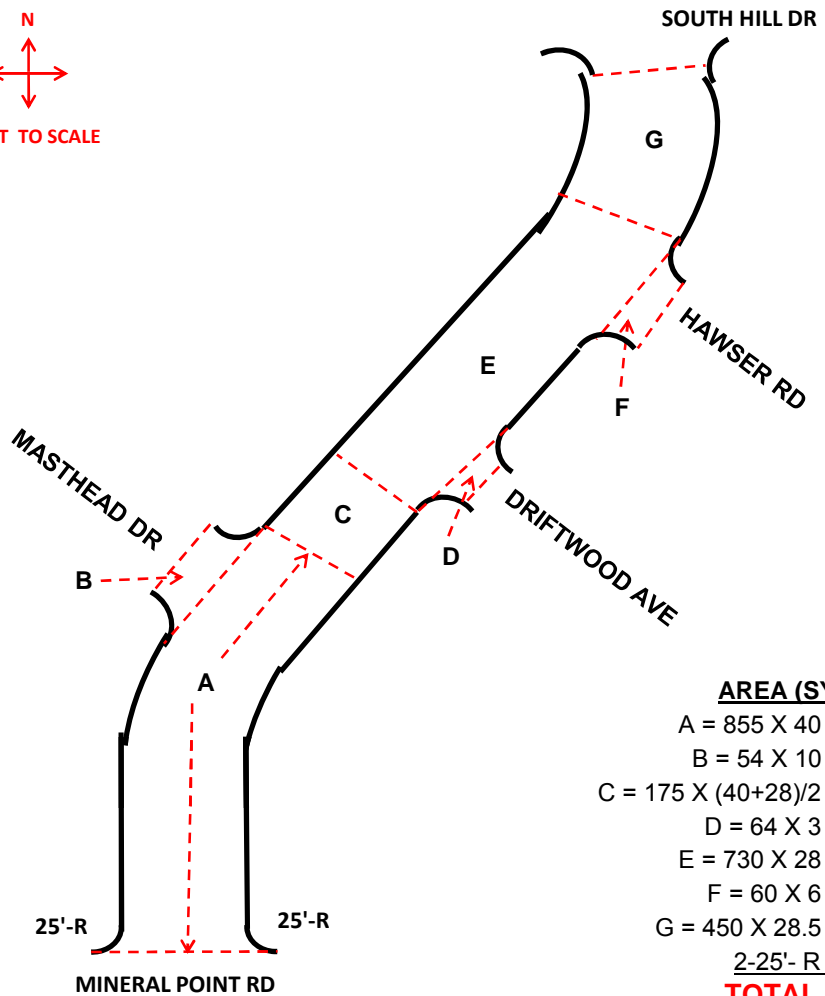 N
SOUTH HILL DR
T TO SCALE
G
HAWSER RD
E
F
MASTHEAD DR
C
DRIFTWOOD AVE
D
B
A
AREA (SY
A = 855 X 40
B = 54 X 10
C = 175 X (40+28)/2
D = 64 X 3
E = 730 X 28
F = 60 X 6
G = 450 X 28.5
2-25'- R
TOTAL
25'-R
25'-R
MINERAL POINT RD